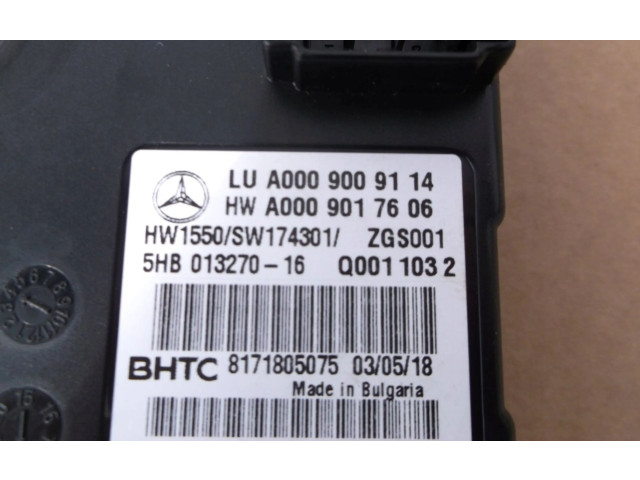 LU A000 900 91 14
HW A000 901 76 06
HW1550/SW174301/ ZGS001
5HB 013270-16 Q001 103 2
BHTC 8171805075 03/05/18
Made in Bulgaria